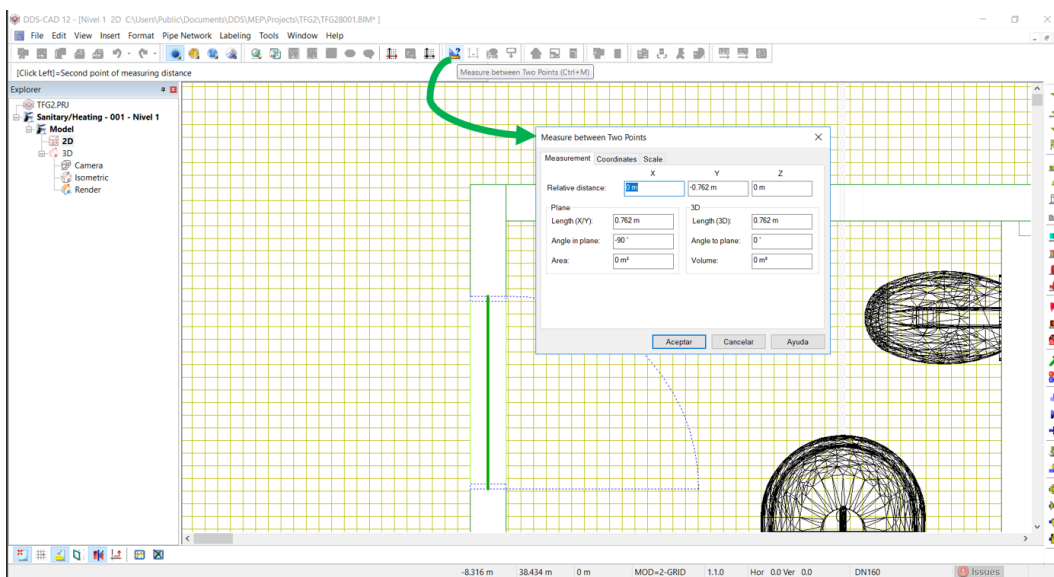 DDS-CAD 12 - [Nivel 1 2D C:\Users\Public\Documents\DDS\MEP\Projects\TFG2\TFG28001.BIM* ]
File Edit View Insert Format Pipe Network Labeling Tools Window Help
Measure between Two Points (Ctrl+M)
[Click Left]=Second point of measuring distance
Explorer
TFG2.PRJ
Sanitary/Heating - 001 - Nivel 1
Model
2D
3D
Camera
Isometric
Render
Measure between Two Points
Measurement Coordinates Scale
X Y Z
Relative distance: 0 m -0.762 m 0 m
Plane 3D
Length (X/Y): 0.762 m Length (3D): 0.762 m
Angle in plane: -90 ° Angle to plane: 0 °
Area: 0 m² Volume: 0 m³
Aceptar Cancelar Ayuda
-8.316 m 38.434 m 0 m MOD=2-GRID 1.1.0 Hor 0.0 Ver 0.0 DN160 Issues